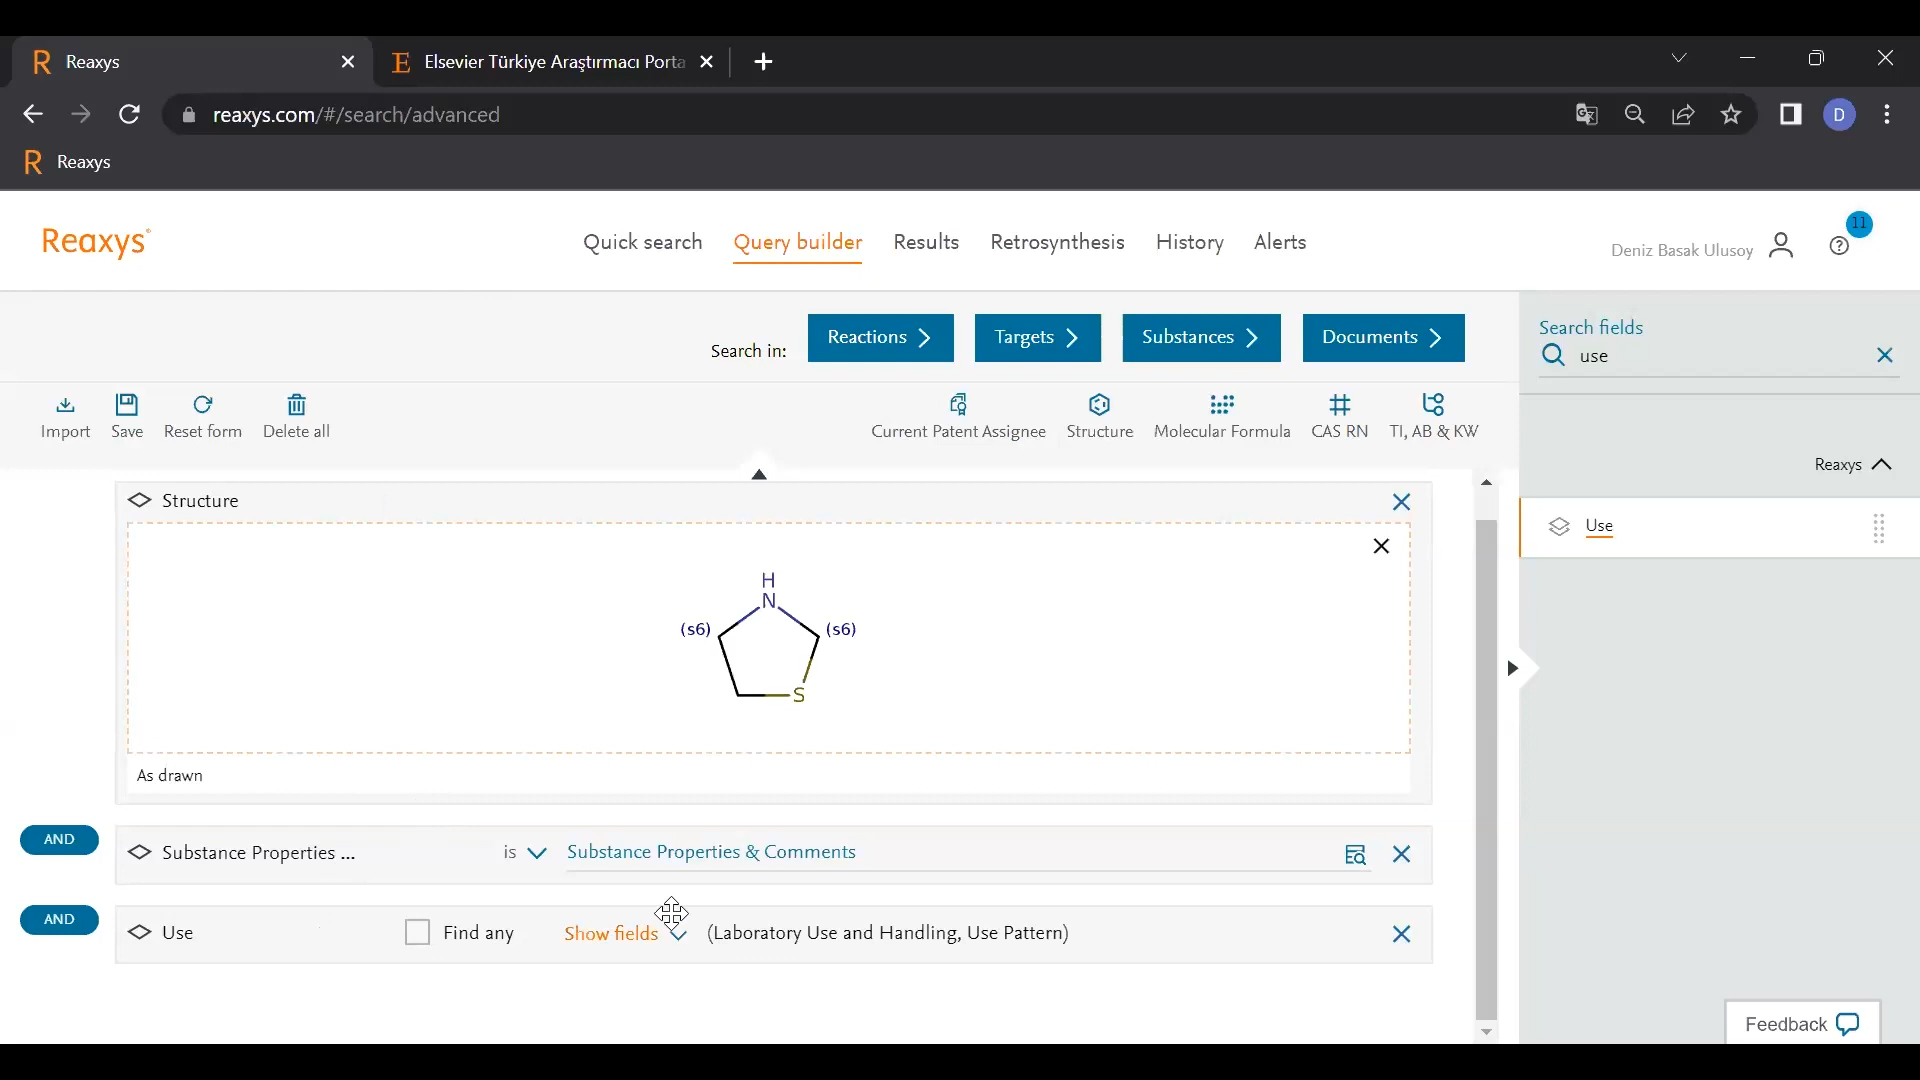 Reaxys
Elsevier Türkiye Araştırmacı Porta
reaxys.com/#/search/advanced
D
Reaxys
Reaxys
Quick search
Query builder
Results
Retrosynthesis
History
Alerts
Deniz Basak Ulusoy
11
Search in:
Reactions
Targets
Substances
Documents
Search fields
use
Import
Save
Reset form
Delete all
Current Patent Assignee
Structure
Molecular Formula
CAS RN
TI, AB & KW
Reaxys
Use
Structure
H
N
(s6)
(s6)
S
As drawn
AND
Substance Properties ...
is
Substance Properties & Comments
AND
Use
Find any
Show fields
(Laboratory Use and Handling, Use Pattern)
Feedback